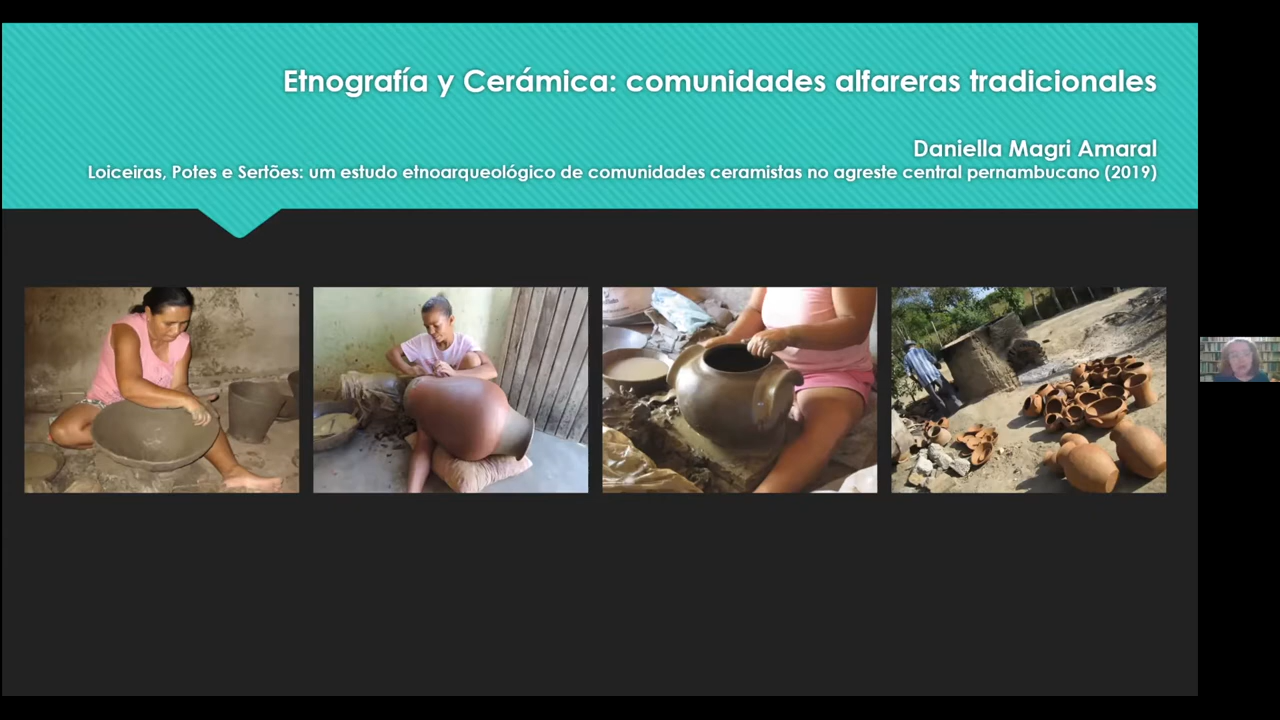 Etnografía y Cerámica: comunidades alfareras tradicionales
Daniella Magri Amaral
Loiceiras, Potes e Sertões: um estudo etnoarqueológico de comunidades ceramistas no agreste central pernambucano (2019)